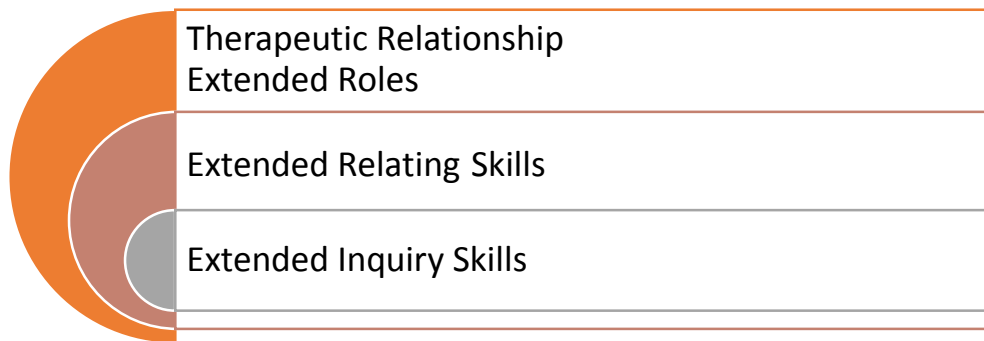 Therapeutic Relationship
Extended Roles
Extended Relating Skills
Extended Inquiry Skills